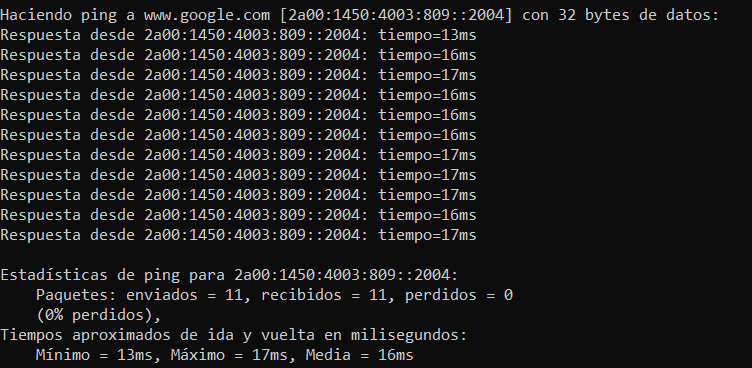 Haciendo ping a www.google.com [2a00:1450:4003:809::2004] con 32 bytes de datos:
Respuesta desde 2a00:1450:4003:809::2004: tiempo=13ms
Respuesta desde 2a00:1450:4003:809::2004: tiempo=16ms
Respuesta desde 2a00:1450:4003:809::2004: tiempo=17ms
Respuesta desde 2a00:1450:4003:809::2004: tiempo=16ms
Respuesta desde 2a00:1450:4003:809::2004: tiempo=16ms
Respuesta desde 2a00:1450:4003:809::2004: tiempo=16ms
Respuesta desde 2a00:1450:4003:809::2004: tiempo=17ms
Respuesta desde 2a00:1450:4003:809::2004: tiempo=17ms
Respuesta desde 2a00:1450:4003:809::2004: tiempo=17ms
Respuesta desde 2a00:1450:4003:809::2004: tiempo=16ms
Respuesta desde 2a00:1450:4003:809::2004: tiempo=17ms
Estadísticas de ping para 2a00:1450:4003:809::2004:
Paquetes: enviados = 11, recibidos = 11, perdidos = 0
(0% perdidos),
Tiempos aproximados de ida y vuelta en milisegundos:
Mínimo = 13ms, Máximo = 17ms, Media = 16ms